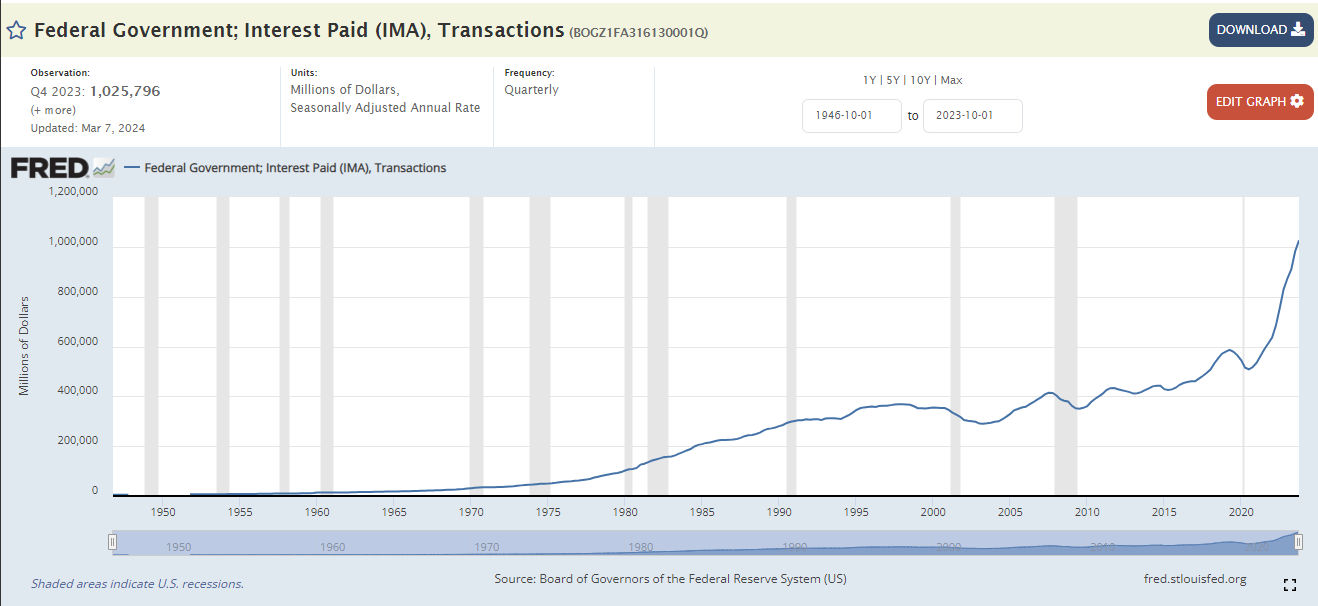 Federal Government; Interest Paid (IMA), Transactions (BOGZ1FA316130001Q)
DOWNLOAD
Observation:
Q4 2023: 1,025,796
(+ more)
Updated: Mar 7, 2024
Units:
Millions of Dollars,
Seasonally Adjusted Annual Rate
Frequency:
Quarterly
1Y | 5Y | 10Y | Max
1946-10-01 to 2023-10-01
EDIT GRAPH
FRED
Federal Government; Interest Paid (IMA), Transactions
Millions of Dollars
1,200,000
1,000,000
800,000
600,000
400,000
200,000
0
1950 1955 1960 1965 1970 1975 1980 1985 1990 1995 2000 2005 2010 2015 2020
1950 1960 1970 1980 1990 2000 2010 2020
Shaded areas indicate U.S. recessions.
Source: Board of Governors of the Federal Reserve System (US)
fred.stlouisfed.org